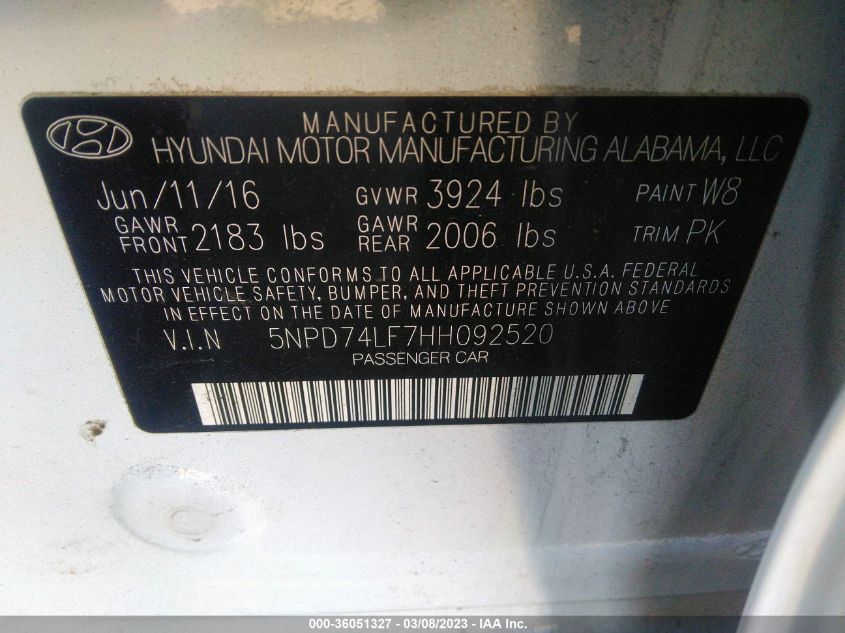 MANUFACTURED BY
HYUNDAI MOTOR MANUFACTURING ALABAMA, LLC
Jun/11/16 GVWR 3924 lbs PAINT W8
GAWR FRONT 2183 lbs GAWR REAR 2006 lbs TRIM PK
THIS VEHICLE CONFORMS TO ALL APPLICABLE U.S.A. FEDERAL
MOTOR VEHICLE SAFETY, BUMPER, AND THEFT PREVENTION STANDARDS
IN EFFECT ON THE DATE OF MANUFACTURE SHOWN ABOVE
V.I.N 5NPD74LF7HH092520
PASSENGER CAR
000-36051327 - 03/08/2023 - IAA Inc.